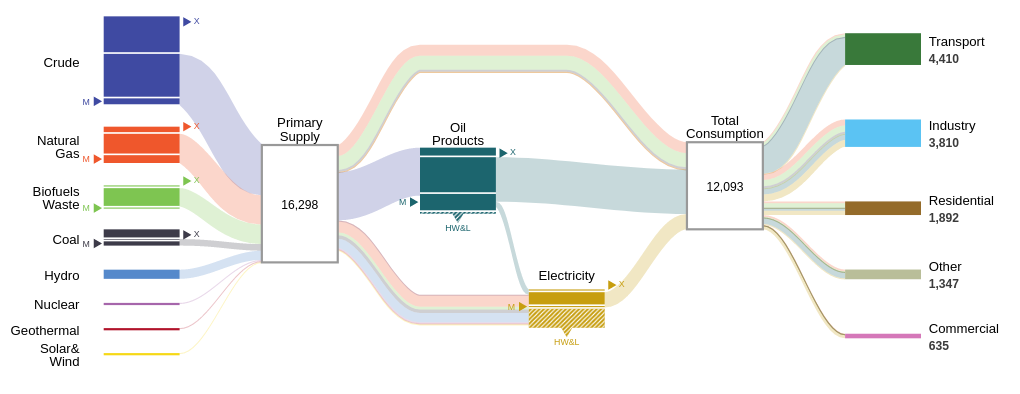 Crude
X
M
Natural
Gas
X
M
Biofuels
Waste
X
M
Coal
X
M
Hydro
Nuclear
Geothermal
Solar&
Wind
Primary
Supply
16,298
Oil
Products
X
M
HW&L
Electricity
X
M
HW&L
Total
Consumption
12,093
Transport
4,410
Industry
3,810
Residential
1,892
Other
1,347
Commercial
635